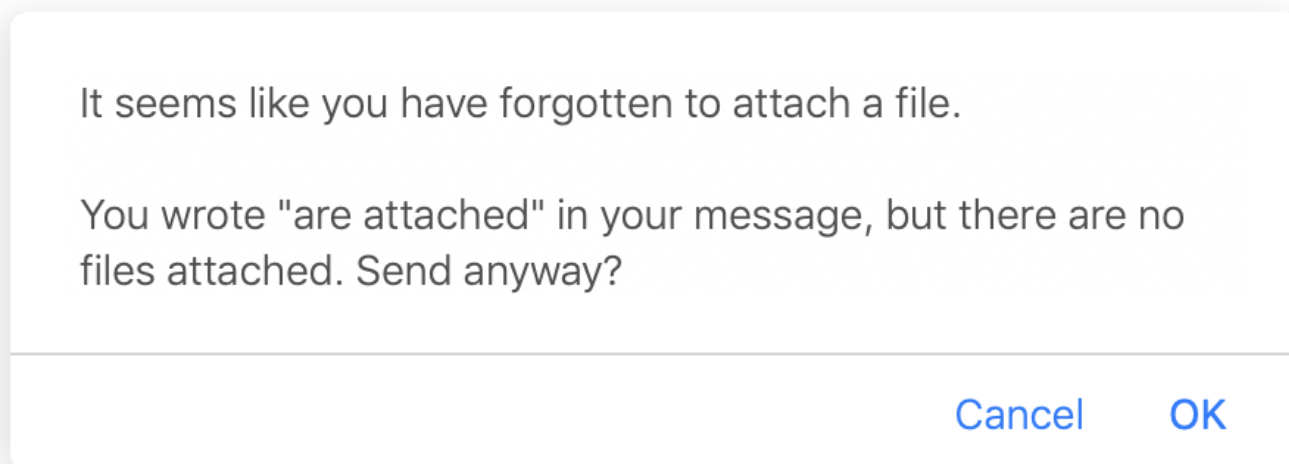 It seems like you have forgotten to attach a file.
You wrote "are attached" in your message, but there are no
files attached. Send anyway?
Cancel OK